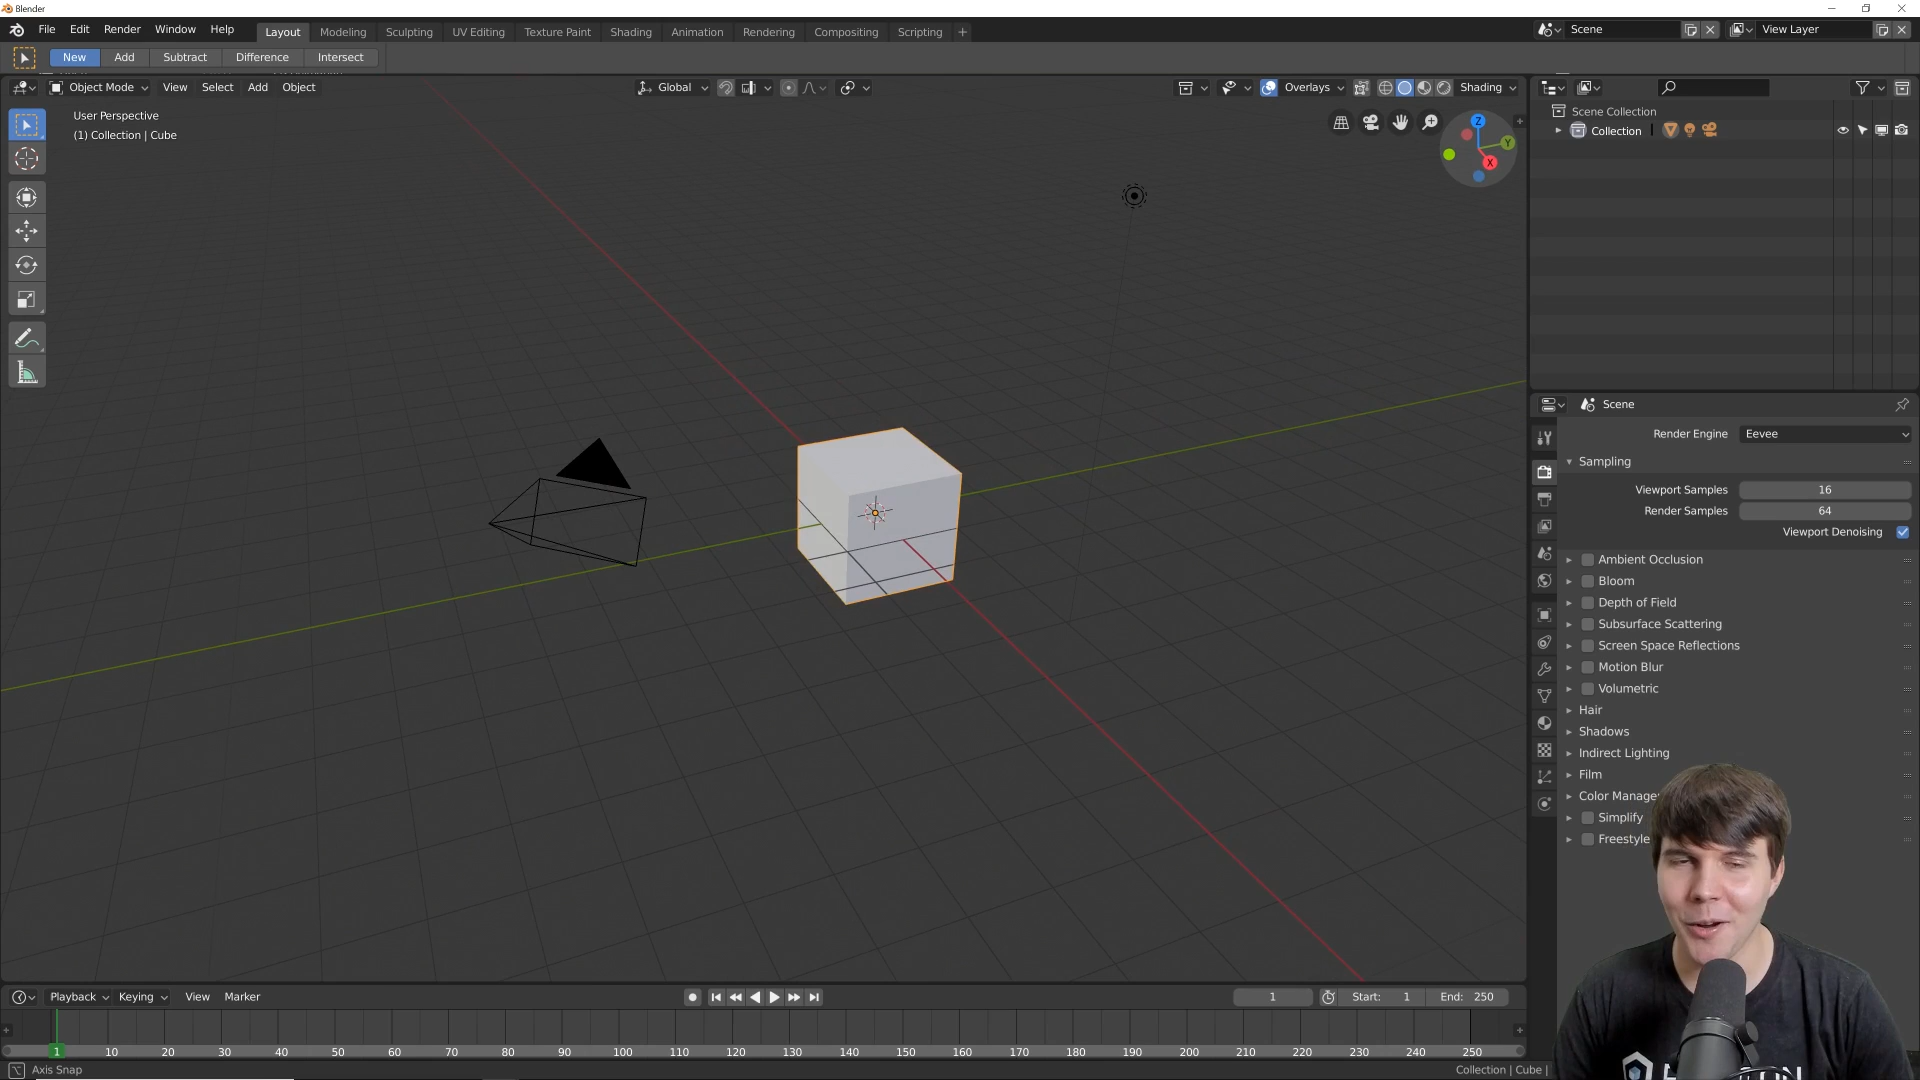 Blender
File Edit Render Window Help Layout Modeling Sculpting UV Editing Texture Paint Shading Animation Rendering Compositing Scripting + Scene View Layer
New Add Subtract Difference Intersect
Object Mode View Select Add Object Global Overlays Shading
User Perspective
(1) Collection | Cube
Z
Y
X
Scene Collection
Collection
Scene
Render Engine Eevee
Sampling
Viewport Samples 16
Render Samples 64
Viewport Denoising
Ambient Occlusion
Bloom
Depth of Field
Subsurface Scattering
Screen Space Reflections
Motion Blur
Volumetric
Hair
Shadows
Indirect Lighting
Film
Color Manage
Simplify
Freestyle
Playback Keying View Marker 1 Start: 1 End: 250
1 10 20 30 40 50 60 70 80 90 100 110 120 130 140 150 160 170 180 190 200 210 220 230 240 250
Axis Snap Collection | Cube |